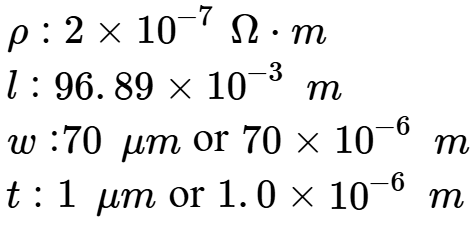 ρ : 2 × 10⁻⁷ Ω · m
l : 96. 89 × 10⁻³ m
w :70 μm or 70 × 10⁻⁶ m
t : 1 μm or 1. 0 × 10⁻⁶ m